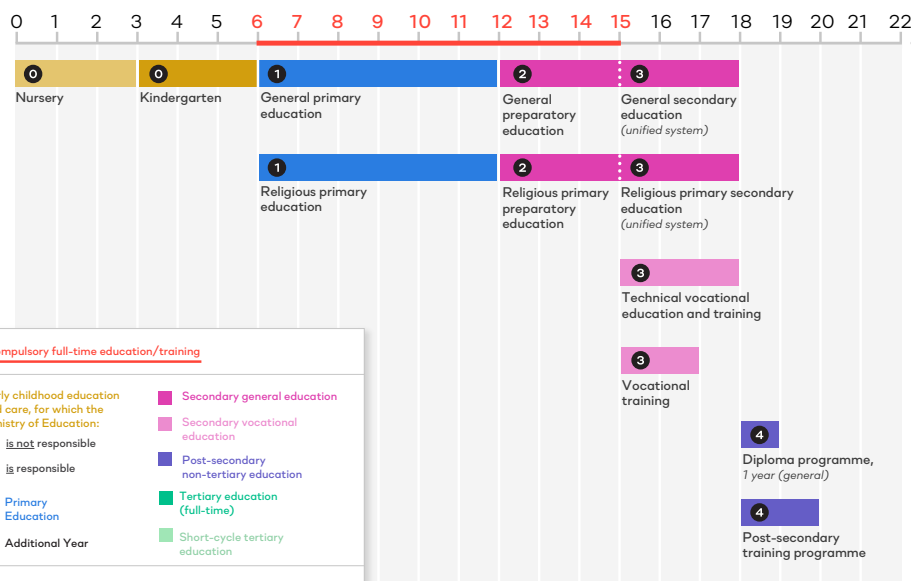 0 1 2 3 4 5 6 7 8 9 10 11 12 13 14 15 16 17 18 19 20 21 22
0 0 1 2 3
Nursery
Kindergarten
General primary
education
General
preparatory
education
General secondary
education
(unified system)
1 2 3
Religious primary
education
Religious primary
preparatory
education
Religious primary secondary
education
(unified system)
3
Technical vocational
education and training
3
Vocational
training
4
Diploma programme,
1 year (general)
4
Post-secondary
training programme
ompulsory full-time education/training
ly childhood education
d care, for which the
nistry of Education:
is not responsible
is responsible
Primary
Education
Additional Year
Secondary general education
Secondary vocational
education
Post-secondary
non-tertiary education
Tertiary education
(full-time)
Short-cycle tertiary
education